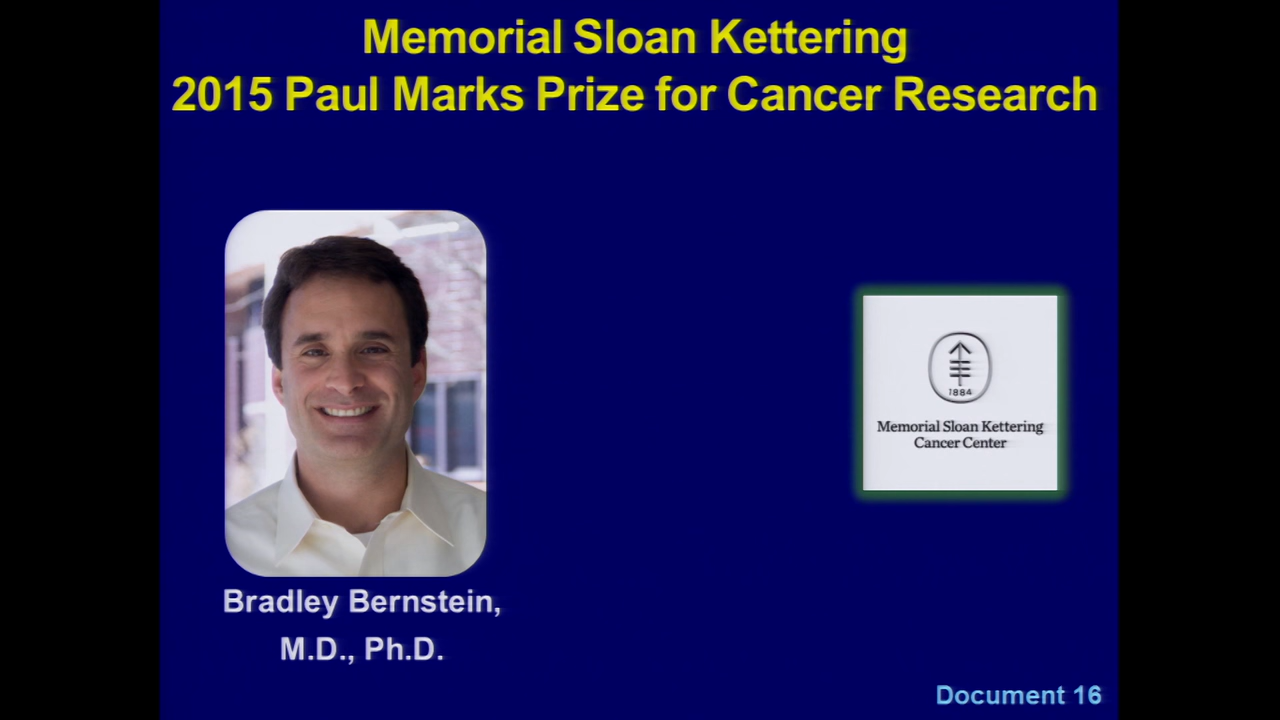 Memorial Sloan Kettering
2015 Paul Marks Prize for Cancer Research
1884
Memorial Sloan Kettering
Cancer Center
Bradley Bernstein,
M.D., Ph.D.
Document 16